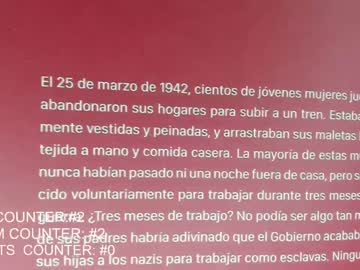 El 25 de marzo de 1942, cientos de jóvenes mujeres
abandonaron sus hogares para subir a un tren.
mente vestidas y peinadas, y arrastraban sus maletas
tejida a mano y comida casera. La mayoría de estas
nunca habían pasado ni una noche fuera de casa, pero
cido voluntariamente para trabajar durante tres meses
guerra. ¿Tres meses de trabajo? No podía ser algo tan
de sus padres habría adivinado que el Gobierno
sus hijas a los nazis para trabajar como esclavas.
COUNTER: #2
COUNTER: #2
TS COUNTER: #0